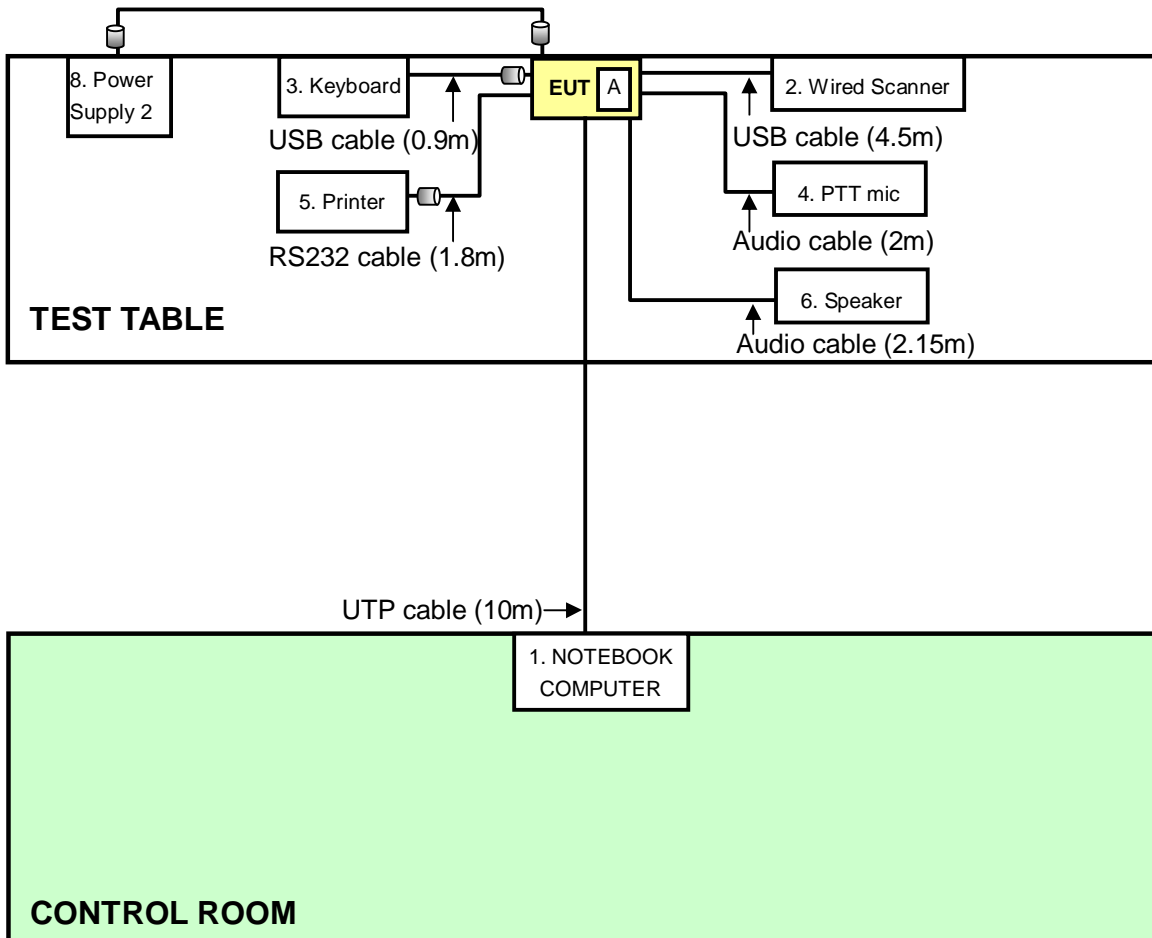 8. Power
Supply 2
3. Keyboard
EUT
A
2. Wired Scanner
USB cable (0.9m)
USB cable (4.5m)
5. Printer
4. PTT mic
RS232 cable (1.8m)
Audio cable (2m)
6. Speaker
TEST TABLE
Audio cable (2.15m)
UTP cable (10m)
1. NOTEBOOK
COMPUTER
CONTROL ROOM